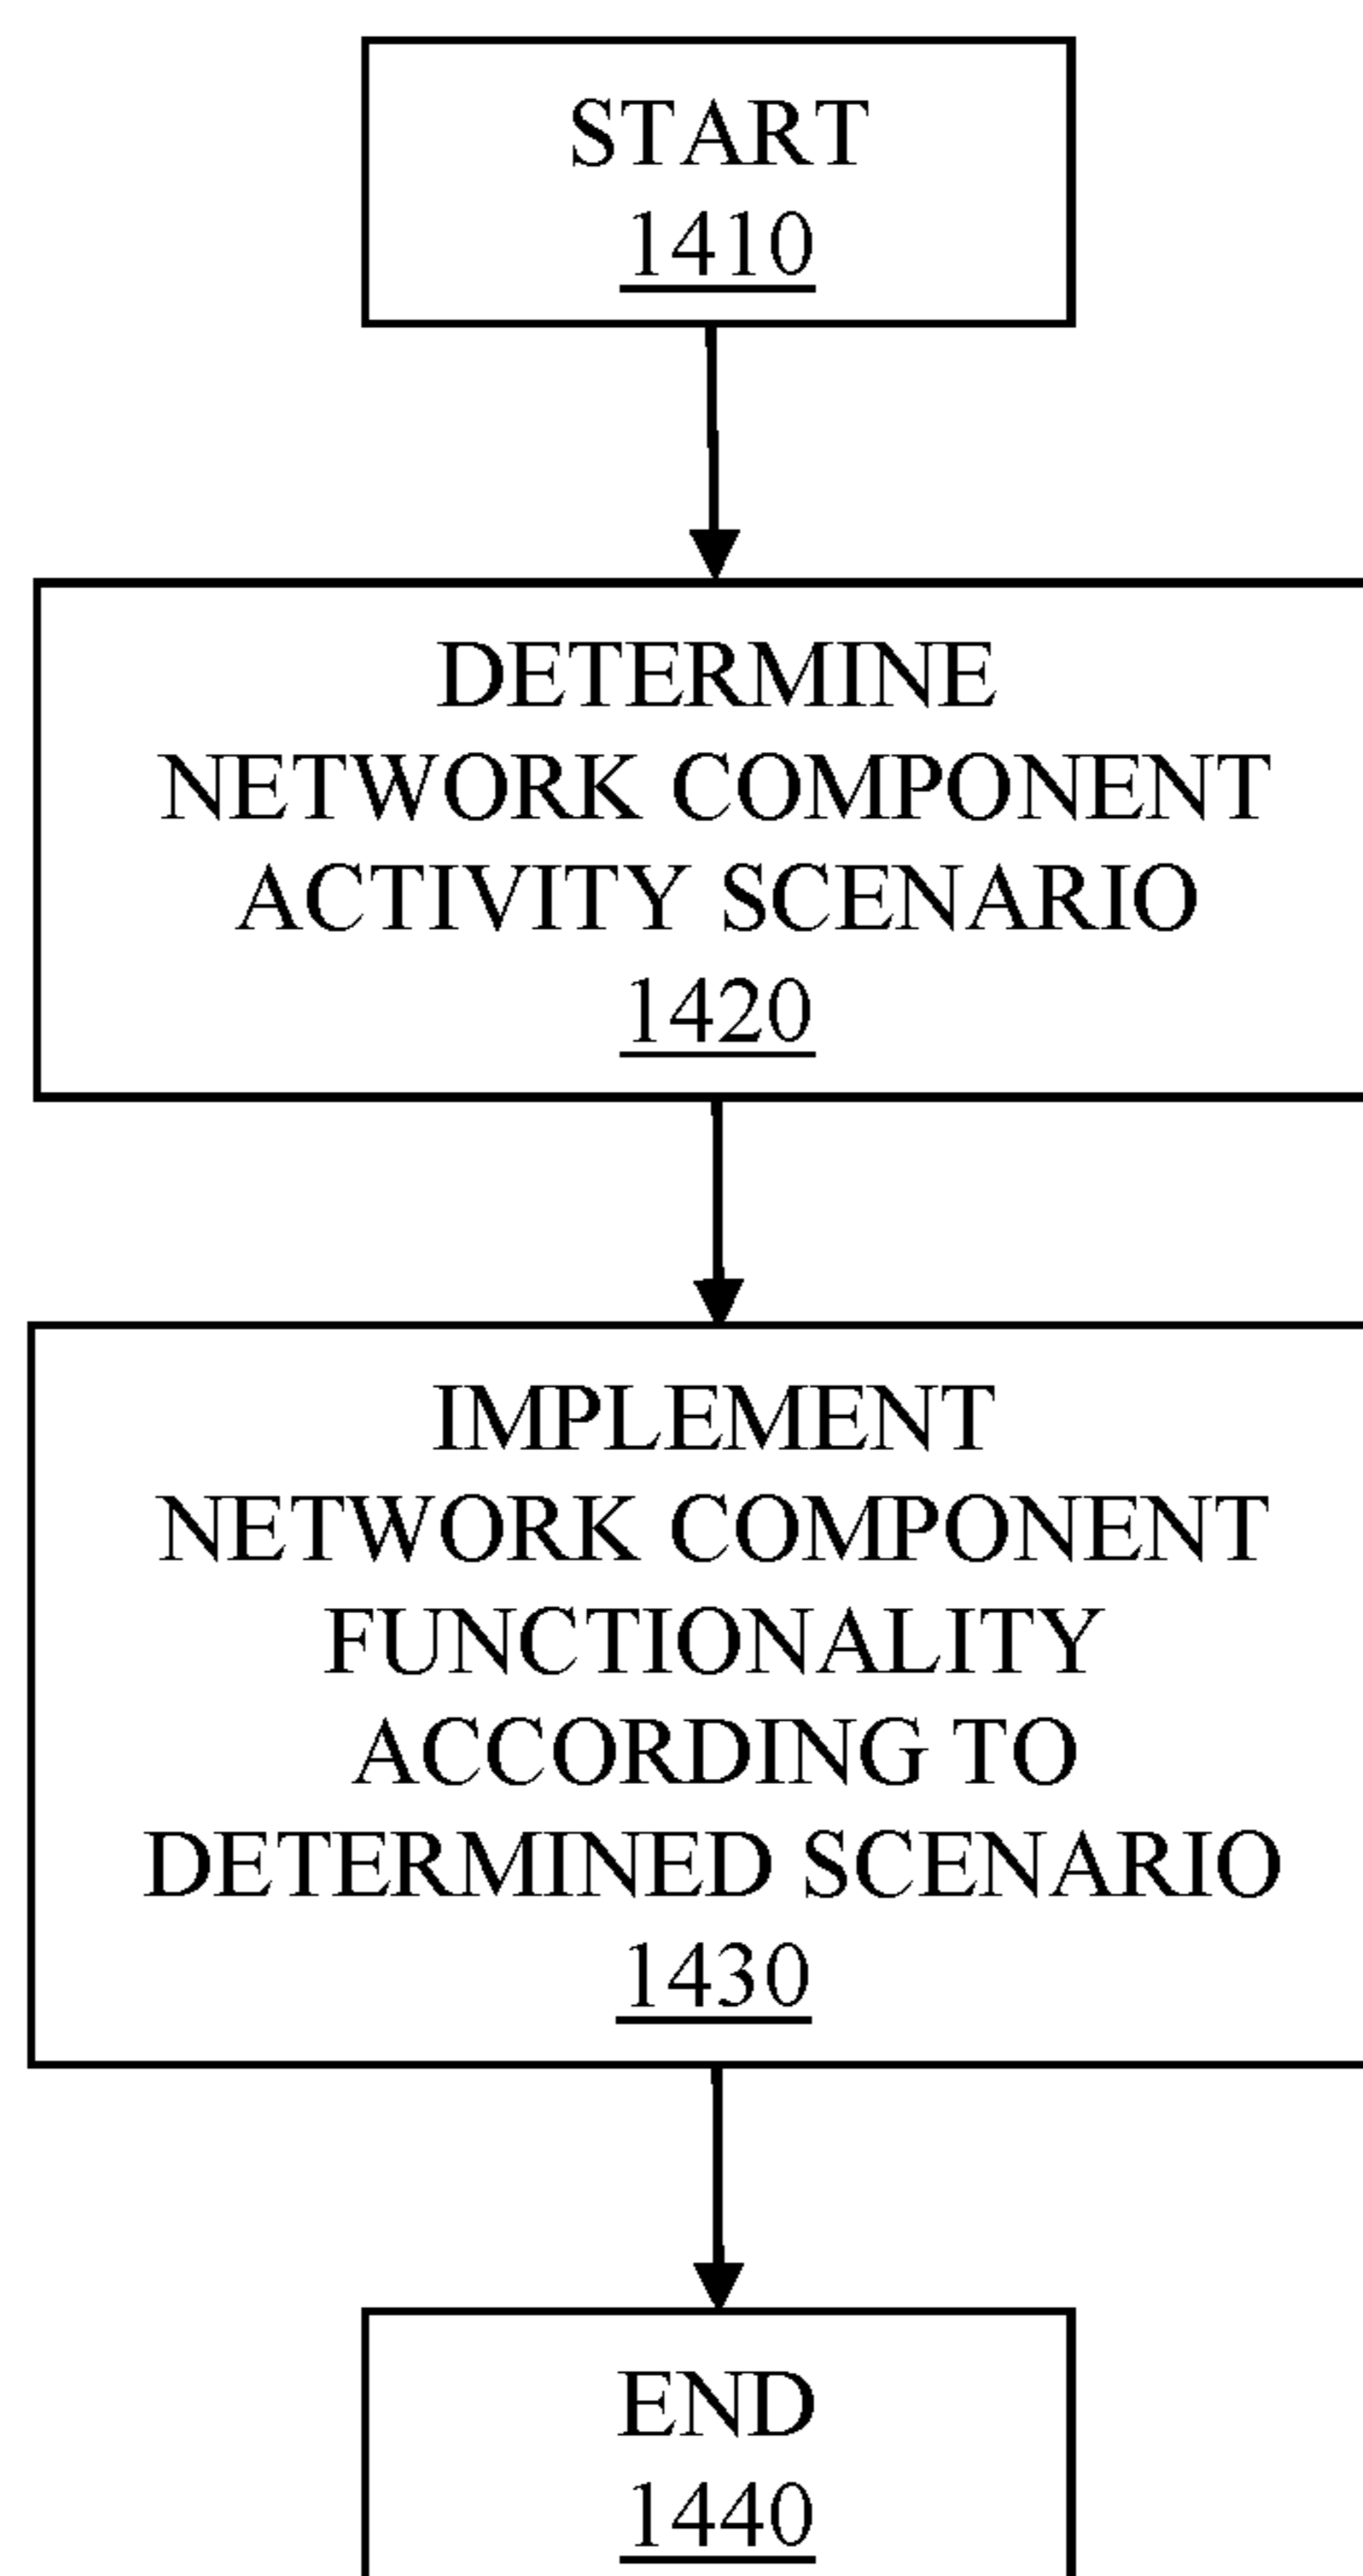 START
1410
DETERMINE
NETWORK COMPONENT
ACTIVITY SCENARIO
1420
IMPLEMENT
NETWORK COMPONENT
FUNCTIONALITY
ACCORDING TO
DETERMINED SCENARIO
1430
END
1440